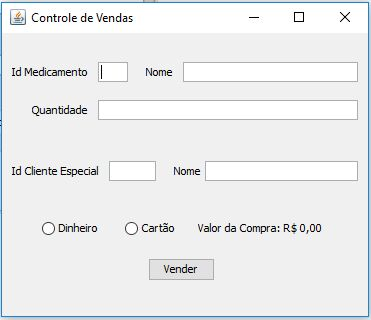 Controle de Vendas
Id Medicamento Nome
Quantidade
Id Cliente Especial Nome
Dinheiro Cartão Valor da Compra: R$ 0,00
Vender